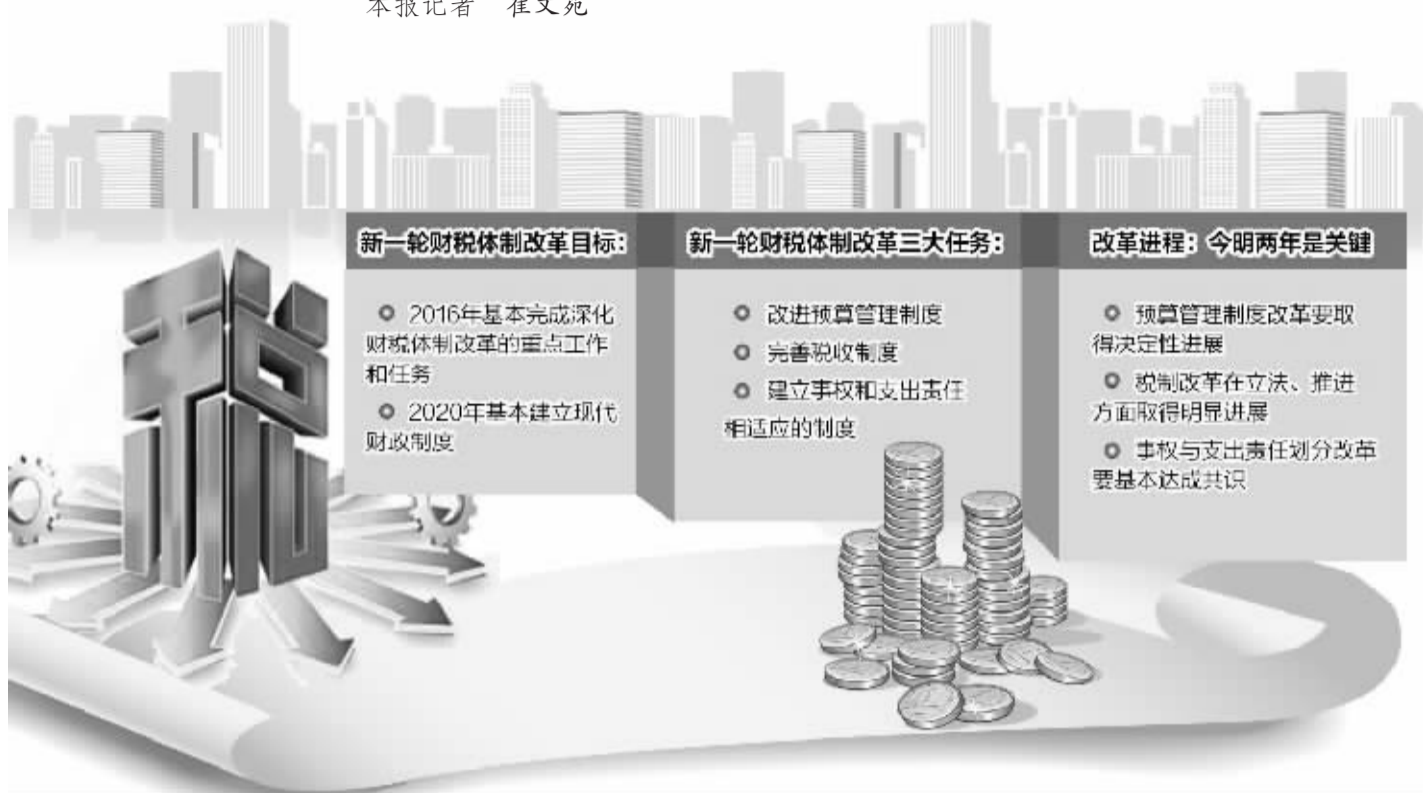 本报记者 崔文苑
税
新一轮财税体制改革目标：
2016年基本完成深化
财税体制改革的重点工作
和任务
2020年基本建立现代
财政制度
新一轮财税体制改革三大任务：
改进预算管理制度
完善税收制度
建立事权和支出责任
相适应的制度
改革进程：今明两年是关键
预算管理制度改革要取
得决定性进展
税制改革在立法、推进
方面取得明显进展
事权与支出责任划分改革
要基本达成共识